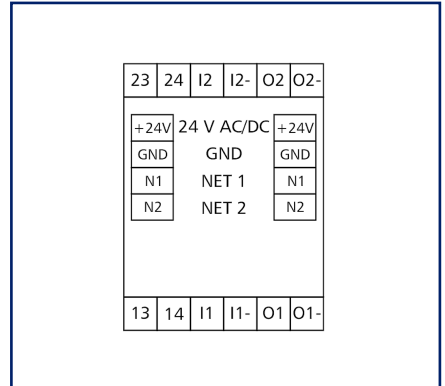 23 24 I2 I2- O2 O2-
+24V 24 V AC/DC +24V
GND GND GND
N1 NET 1 N1
N2 NET 2 N2
13 14 I1 I1- O1 O1-